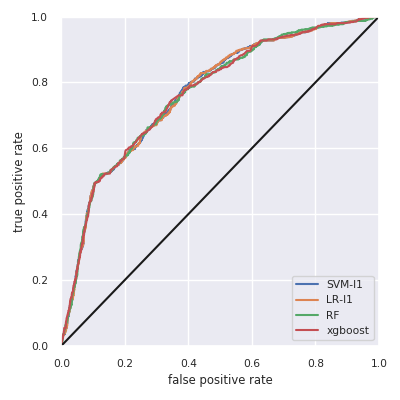 1.0
0.8
0.6
0.4
0.2
0.0
true positive rate
0.0 0.2 0.4 0.6 0.8 1.0
false positive rate
SVM-l1
LR-l1
RF
xgboost